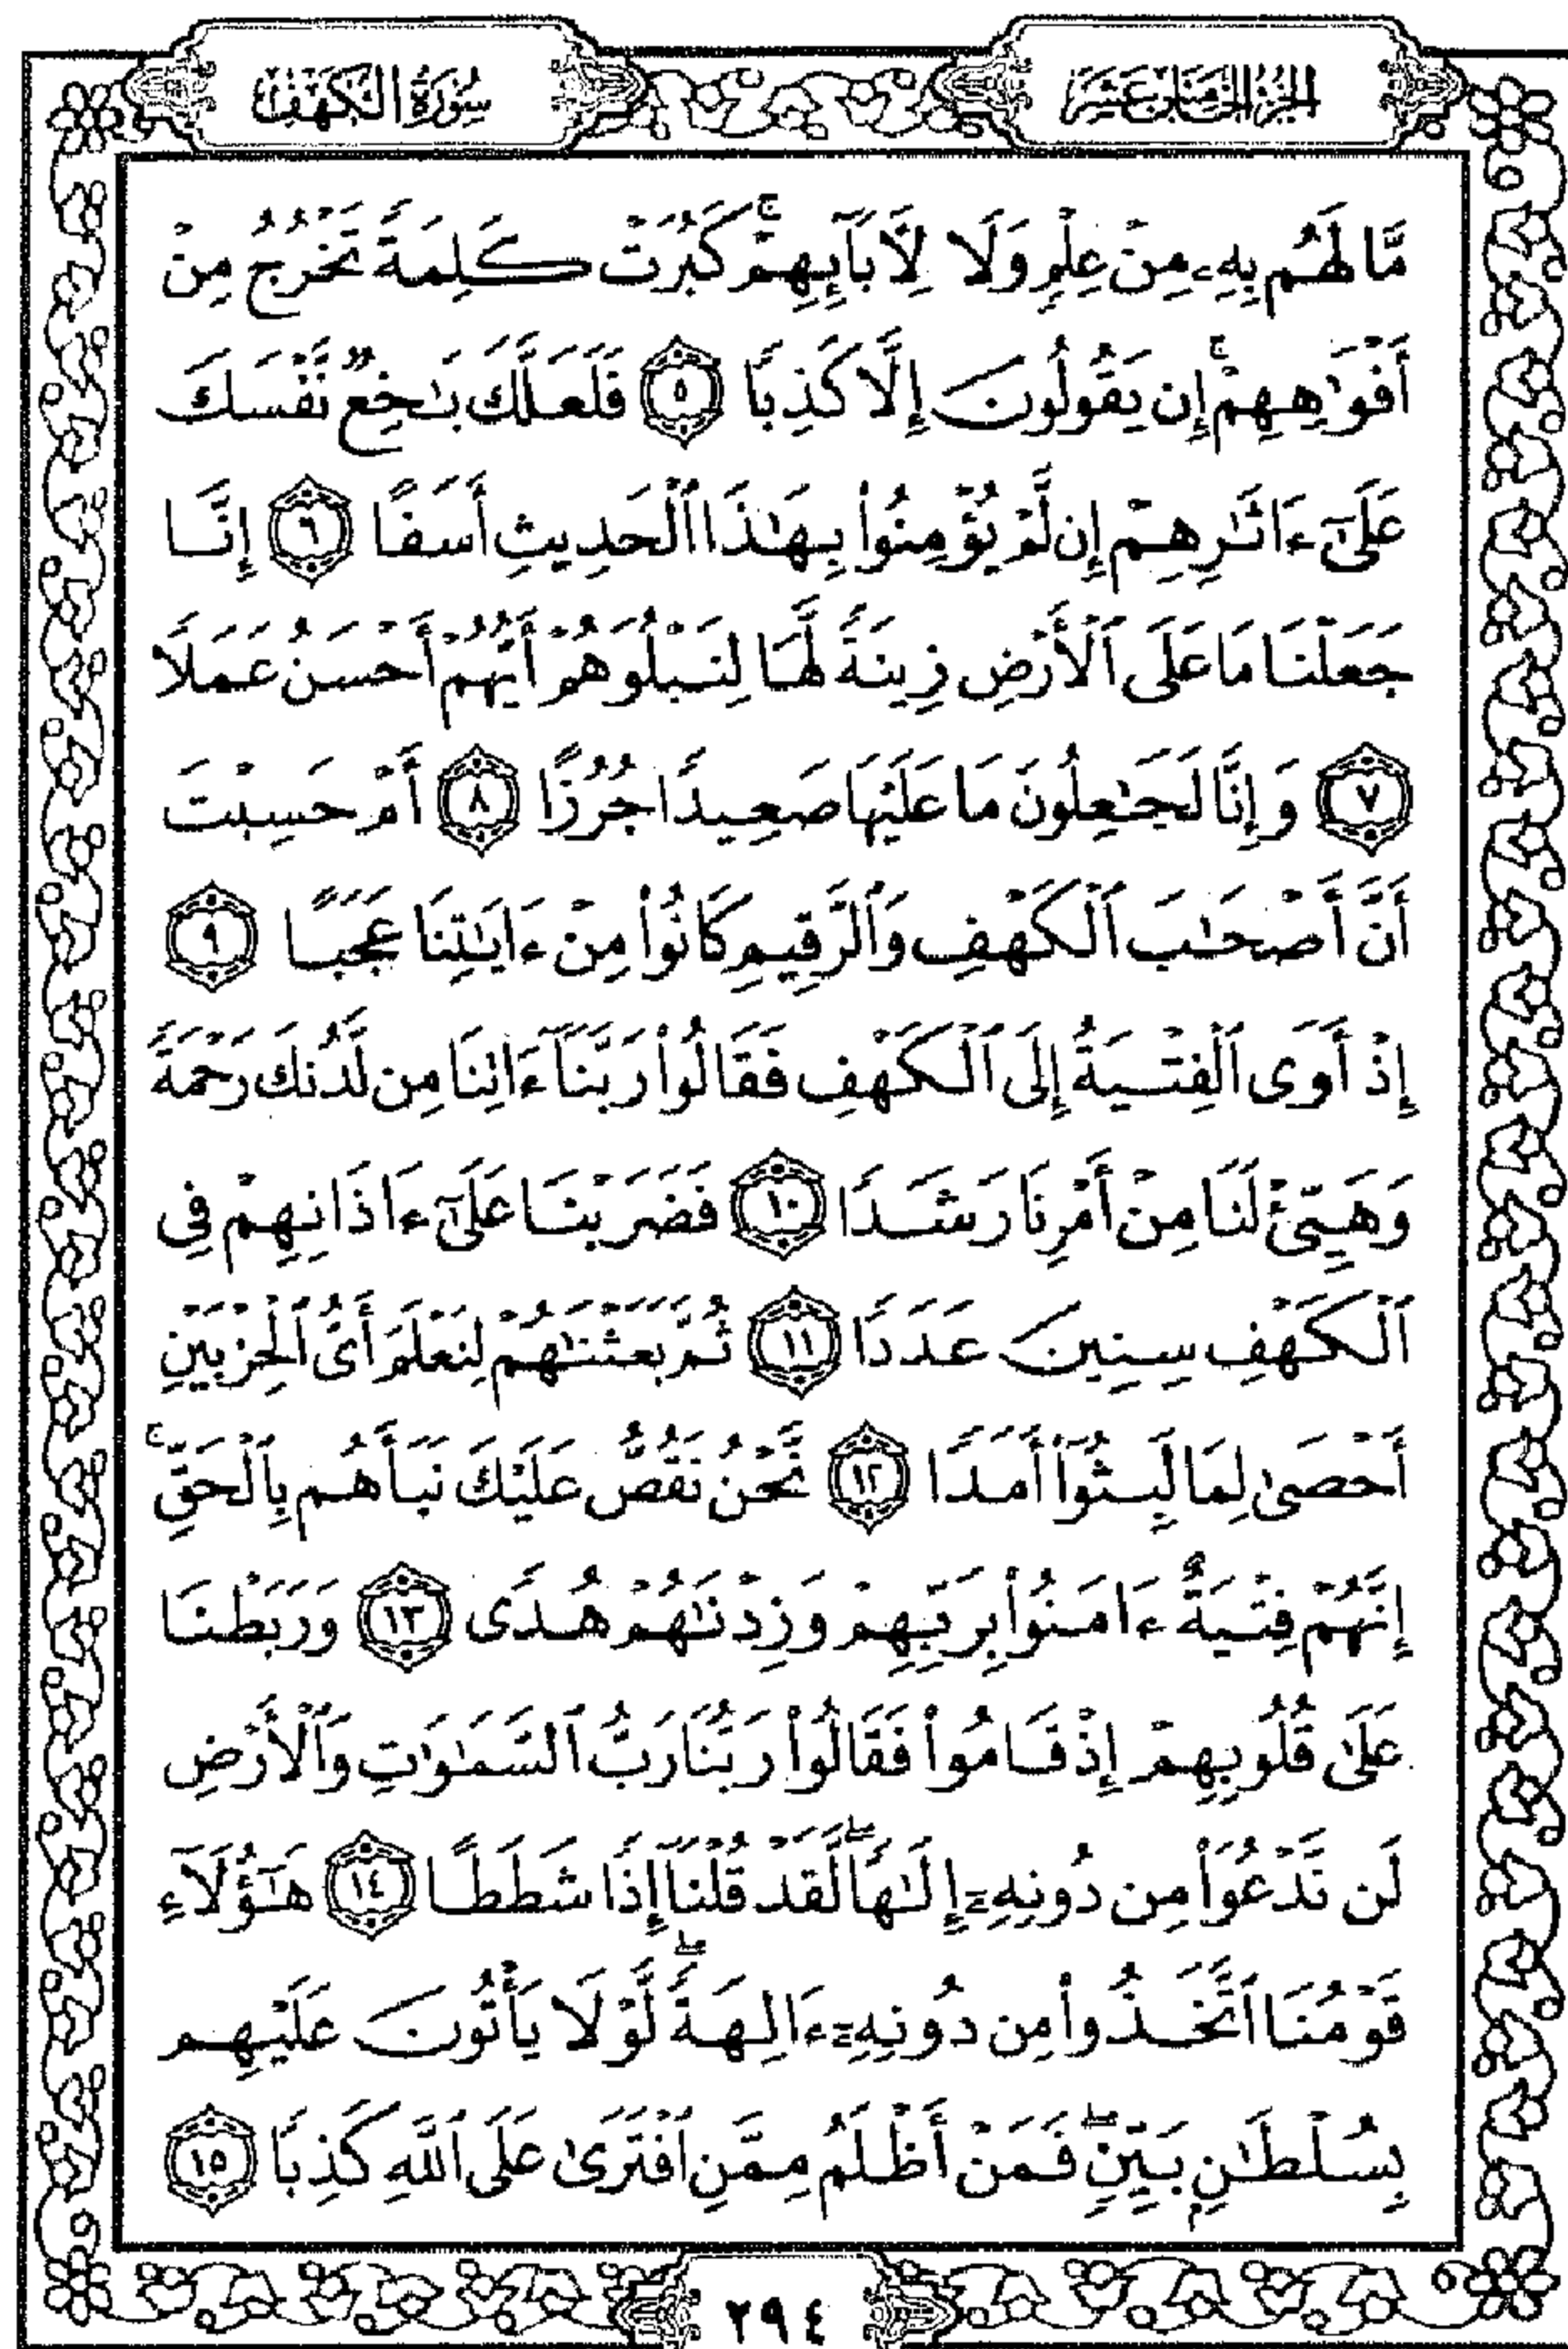 الجزء الخامس عشر
سورة الكهف
مَّا لَهُم بِهِۦ مِنْ عِلْمٍ وَلَا لِأَبَآئِهِمْ ۚ كَبُرَتْ كَلِمَةً تَخْرُجُ مِنْ
أَفْوَٰهِهِمْ ۚ إِن يَقُولُونَ إِلَّا كَذِبًا ۝٥ فَلَعَلَّكَ بَٰخِعٌ نَّفْسَكَ
عَلَىٰٓ ءَاثَٰرِهِمْ إِن لَّمْ يُؤْمِنُوا۟ بِهَٰذَا ٱلْحَدِيثِ أَسَفًا ۝٦ إِنَّا
جَعَلْنَا مَا عَلَى ٱلْأَرْضِ زِينَةً لَّهَا لِنَبْلُوَهُمْ أَيُّهُمْ أَحْسَنُ عَمَلًا
۝٧ وَإِنَّا لَجَٰعِلُونَ مَا عَلَيْهَا صَعِيدًا جُرُزًا ۝٨ أَمْ حَسِبْتَ
أَنَّ أَصْحَٰبَ ٱلْكَهْفِ وَٱلرَّقِيمِ كَانُوا۟ مِنْ ءَايَٰتِنَا عَجَبًا ۝٩
إِذْ أَوَى ٱلْفِتْيَةُ إِلَى ٱلْكَهْفِ فَقَالُوا۟ رَبَّنَآ ءَاتِنَا مِن لَّدُنكَ رَحْمَةً
وَهَيِّئْ لَنَا مِنْ أَمْرِنَا رَشَدًا ۝١٠ فَضَرَبْنَا عَلَىٰٓ ءَاذَانِهِمْ فِى
ٱلْكَهْفِ سِنِينَ عَدَدًا ۝١١ ثُمَّ بَعَثْنَٰهُمْ لِنَعْلَمَ أَىُّ ٱلْحِزْبَيْنِ
أَحْصَىٰ لِمَا لَبِثُوٓا۟ أَمَدًا ۝١٢ نَّحْنُ نَقُصُّ عَلَيْكَ نَبَأَهُم بِٱلْحَقِّ ۚ
إِنَّهُمْ فِتْيَةٌ ءَامَنُوا۟ بِرَبِّهِمْ وَزِدْنَٰهُمْ هُدًى ۝١٣ وَرَبَطْنَا
عَلَىٰ قُلُوبِهِمْ إِذْ قَامُوا۟ فَقَالُوا۟ رَبُّنَا رَبُّ ٱلسَّمَٰوَٰتِ وَٱلْأَرْضِ
لَن نَّدْعُوَا۟ مِن دُونِهِۦٓ إِلَٰهًا ۖ لَّقَدْ قُلْنَآ إِذًا شَطَطًا ۝١٤ هَٰٓؤُلَآءِ
قَوْمُنَا ٱتَّخَذُوا۟ مِن دُونِهِۦٓ ءَالِهَةً ۖ لَّوْلَا يَأْتُونَ عَلَيْهِم
بِسُلْطَٰنٍۭ بَيِّنٍ ۖ فَمَنْ أَظْلَمُ مِمَّنِ ٱفْتَرَىٰ عَلَى ٱللَّهِ كَذِبًا ۝١٥
٢٩٤